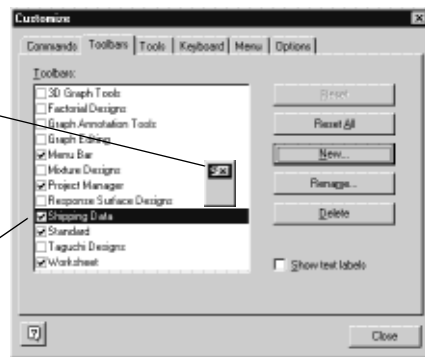 Customize
Commands Toolbars Tools Keyboard Menu Options
Toolbars:
3D Graph Tools
Factorial Designs
Graph Annotation Tools
Graph Editing
Menu Bar
Mixture Designs
Project Manager
Response Surface Designs
Shipping Data
Standard
Taguchi Designs
Worksheet
S
Reset
Reset All
New...
Rename...
Delete
Show text labels
Close